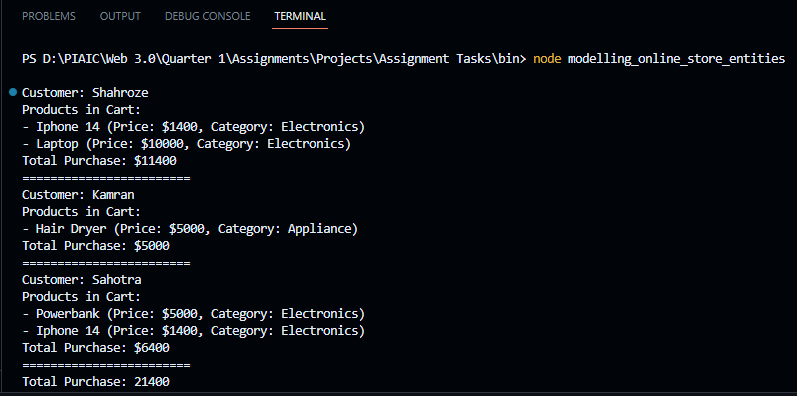 PROBLEMS OUTPUT DEBUG CONSOLE TERMINAL
PS D:\PIAIC\Web 3.0\Quarter 1\Assignments\Projects\Assignment Tasks\bin> node modelling_online_store_entities
Customer: Shahroze
Products in Cart:
- Iphone 14 (Price: $1400, Category: Electronics)
- Laptop (Price: $10000, Category: Electronics)
Total Purchase: $11400
========================
Customer: Kamran
Products in Cart:
- Hair Dryer (Price: $5000, Category: Appliance)
Total Purchase: $5000
========================
Customer: Sahotra
Products in Cart:
- Powerbank (Price: $5000, Category: Electronics)
- Iphone 14 (Price: $1400, Category: Electronics)
Total Purchase: $6400
========================
Total Purchase: 21400